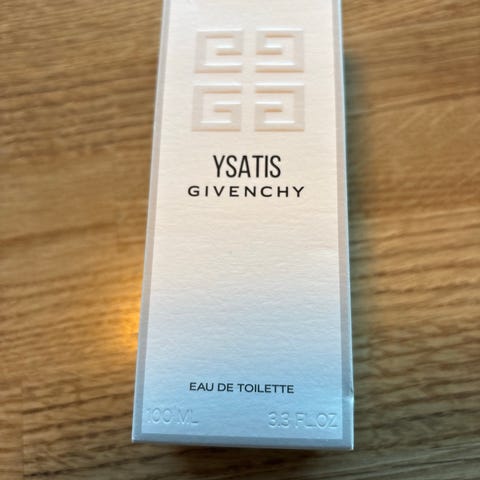 YSATIS
GIVENCHY
EAU DE TOILETTE
100 ML 3.3 FL.OZ